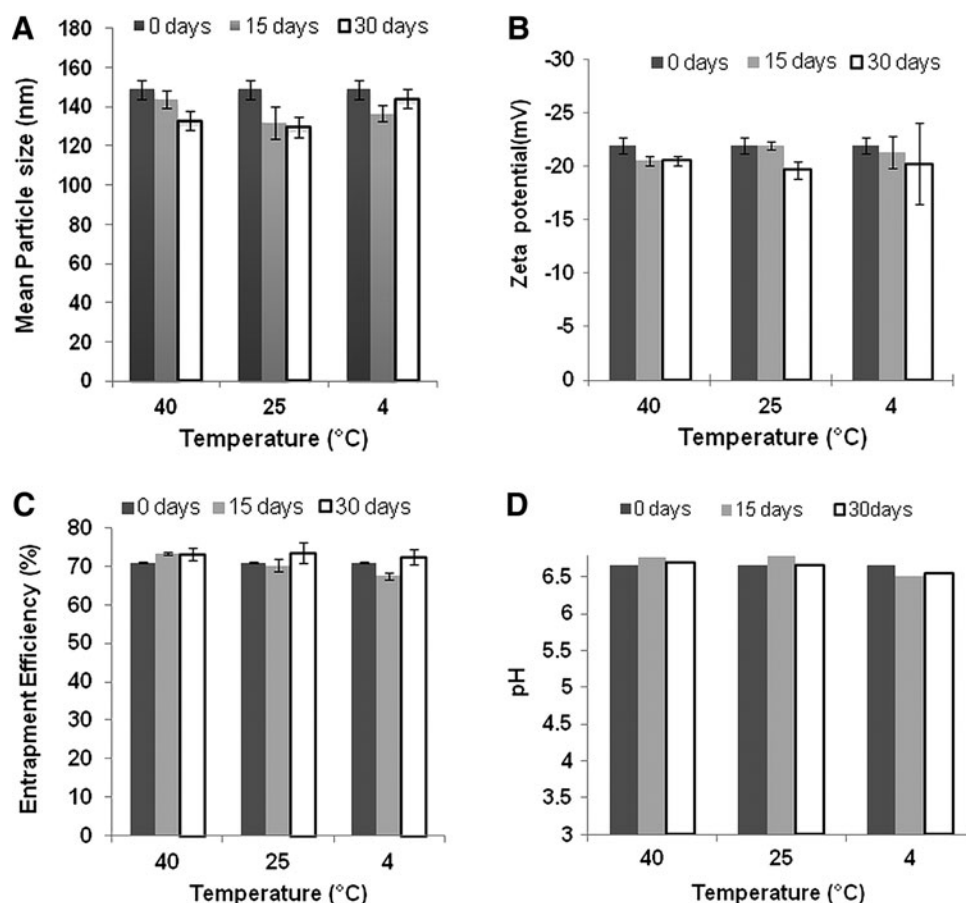 A
0 days 15 days 30 days
Mean Particle size (nm)
180
160
140
120
100
80
60
40
20
0
40 25 4
Temperature (°C)
B
0 days 15 days 30 days
Zeta potential(mV)
-30
-25
-20
-15
-10
-5
0
40 25 4
Temperature (°C)
C
0 days 15 days 30 days
Entrapment Efficiency (%)
80
70
60
50
40
30
20
10
0
40 25 4
Temperature (°C)
D
0 days 15 days 30days
pH
6.5
6
5.5
5
4.5
4
3.5
3
40 25 4
Temperature (°C)